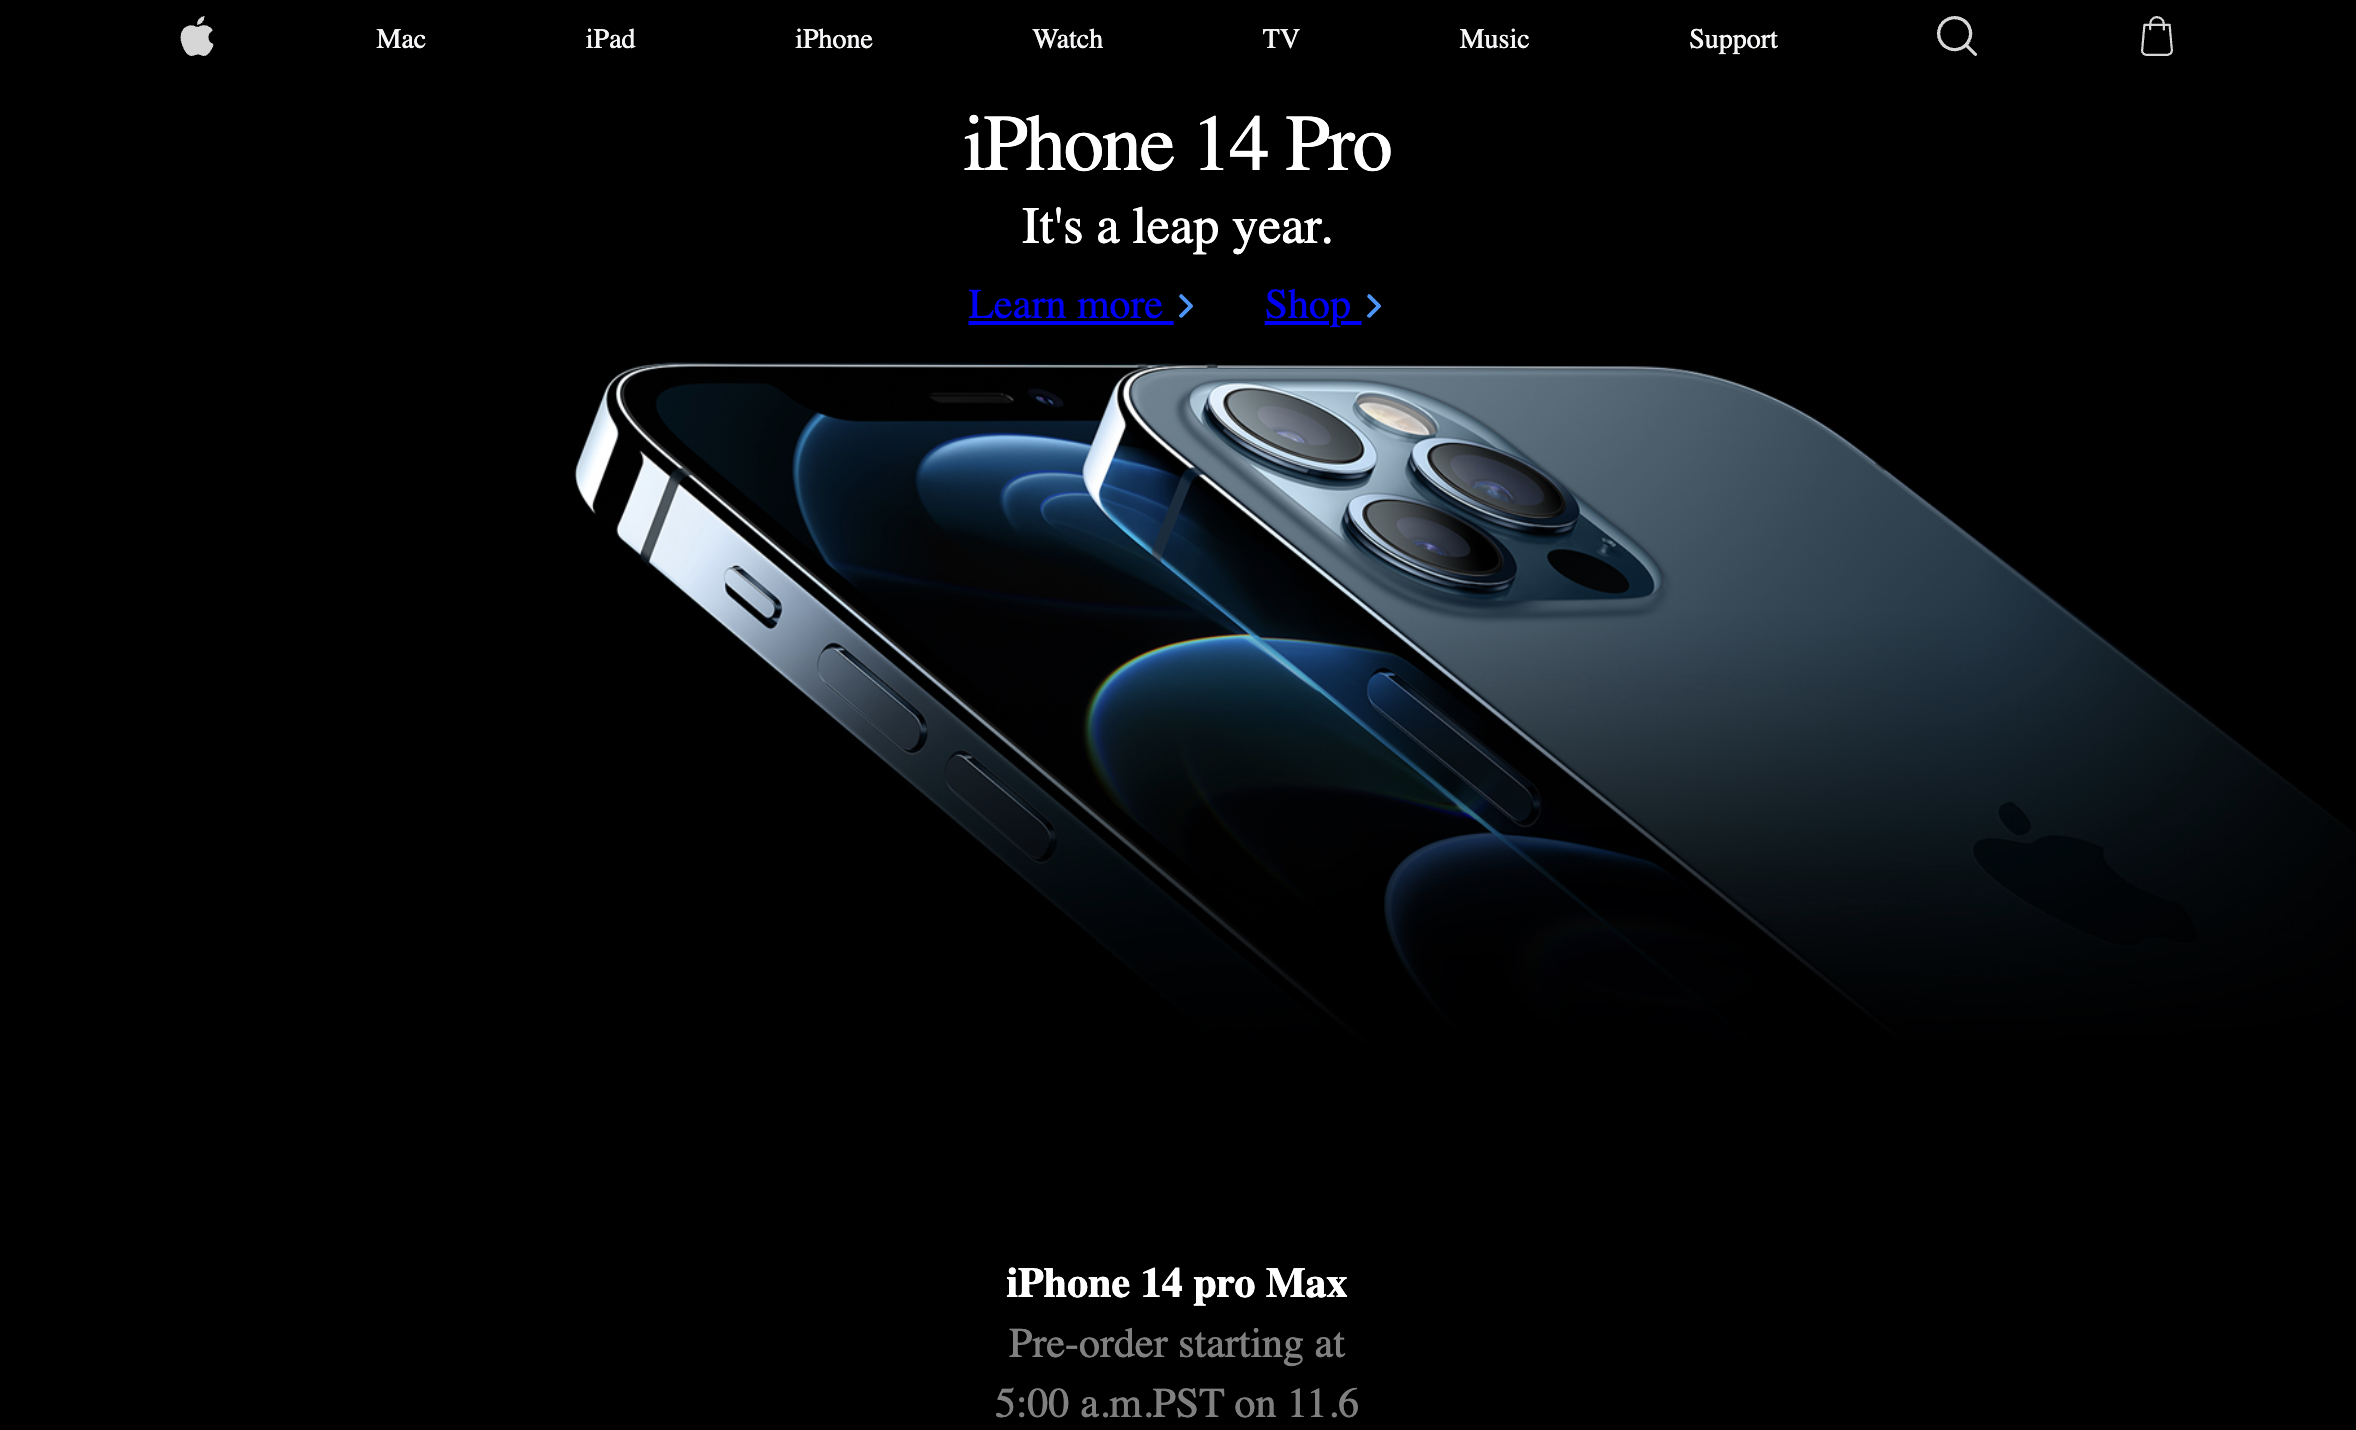 Mac iPad iPhone Watch TV Music Support
iPhone 14 Pro
It's a leap year.
Learn more Shop
iPhone 14 pro Max
Pre-order starting at
5:00 a.m.PST on 11.6